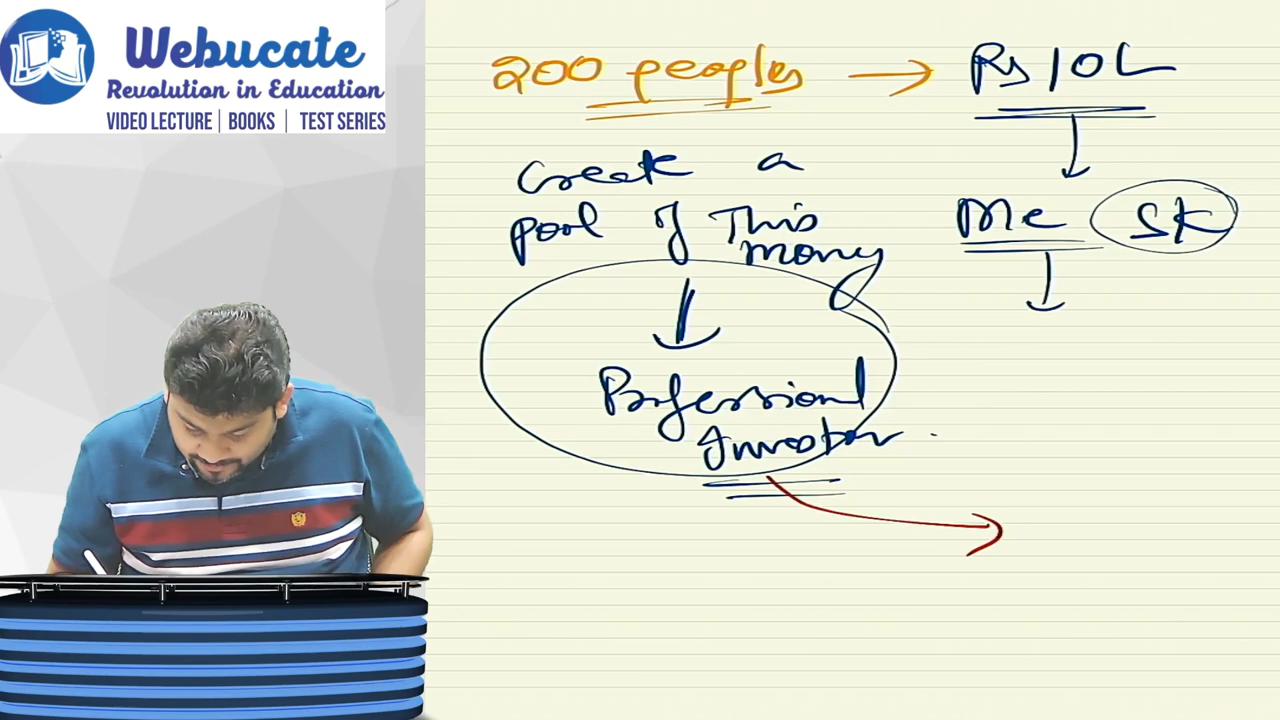 Webucate
Revolution in Education
VIDEO LECTURE | BOOKS | TEST SERIES
200 peoples → Rs 10L
Create a
pool of This
money
Me SK
Professional
Investor